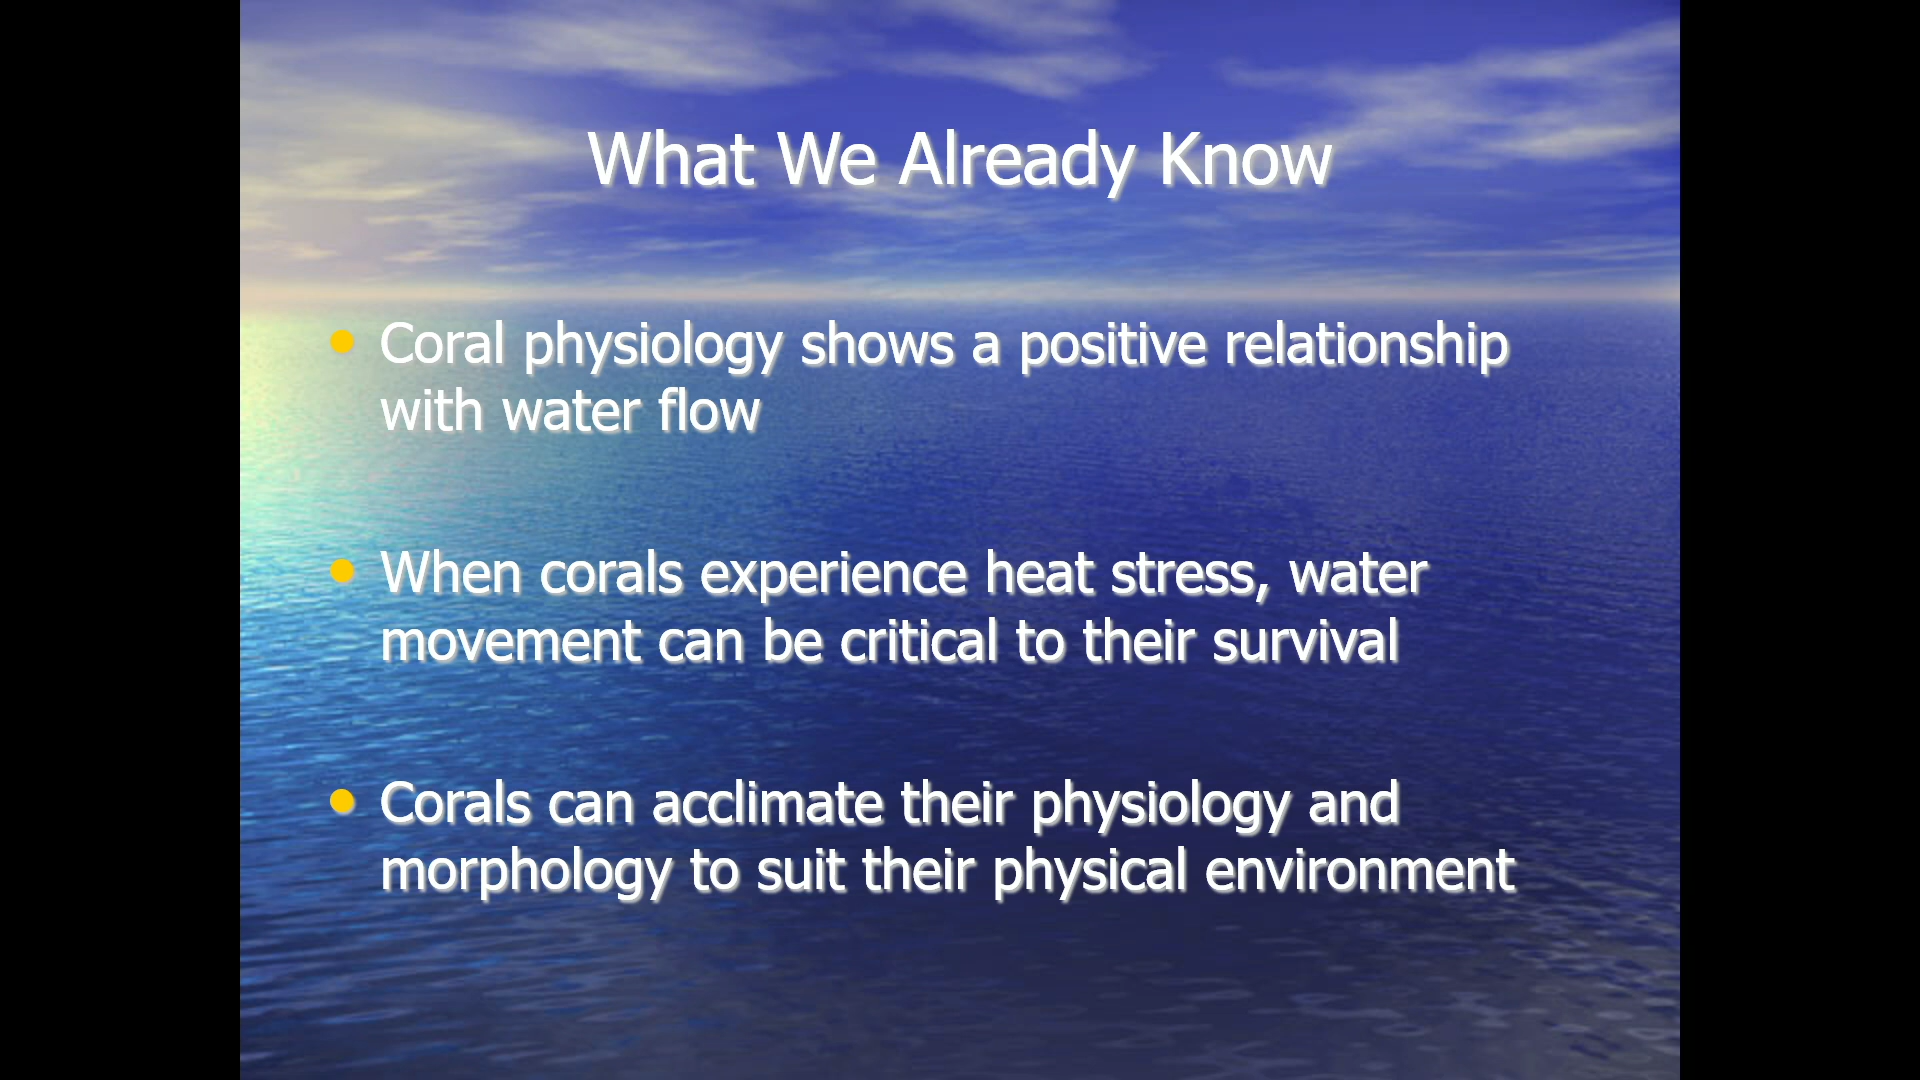 What We Already Know
• Coral physiology shows a positive relationship
with water flow
• When corals experience heat stress, water
movement can be critical to their survival
• Corals can acclimate their physiology and
morphology to suit their physical environment